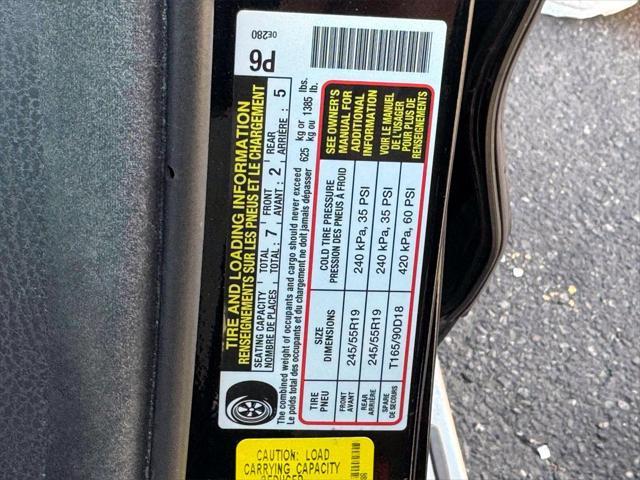 TIRE AND LOADING INFORMATION
RENSEIGNEMENTS SUR LES PNEUS ET LE CHARGEMENT
P6
0E280
SEATING CAPACITY TOTAL 7 FRONT 2 REAR 5
NOMBRE DE PLACES TOTAL: AVANT: ARRIÈRE:
The combined weight of occupants and cargo should never exceed 625 kg or 1385 lbs.
Le poids total des occupants et du chargement ne doit jamais dépasser kg ou lb.
TIRE SIZE COLD TIRE PRESSURE
PNEU DIMENSIONS PRESSION DES PNEUS À FROID
FRONT
AVANT
245/55R19 240 kPa, 35 PSI
REAR
ARRIÈRE
245/55R19 240 kPa, 35 PSI
SPARE
DE SECOURS
T165/90D18 420 kPa, 60 PSI
SEE OWNER'S
MANUAL FOR
ADDITIONAL
INFORMATION
VOIR LE MANUEL
DE L'USAGER
POUR PLUS DE
RENSEIGNEMENTS
CAUTION: LOAD
CARRYING CAPACITY
REDUCED